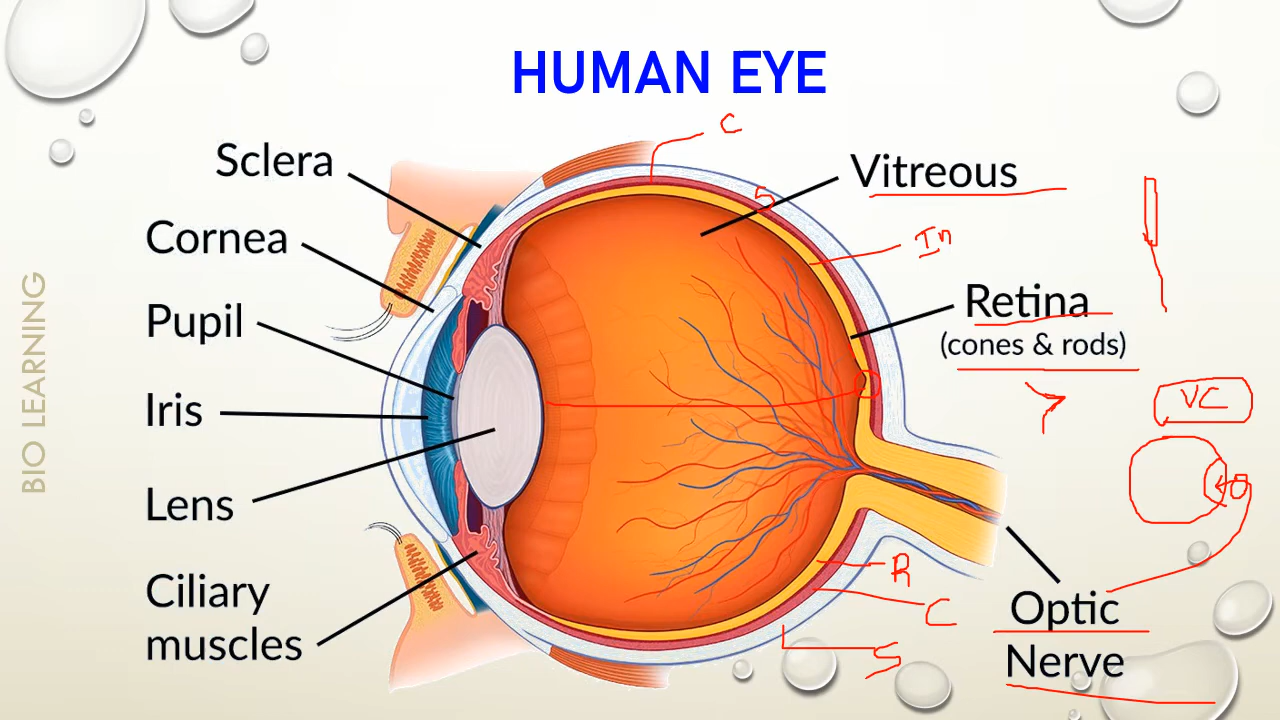 HUMAN EYE
Sclera
Cornea
Pupil
Iris
Lens
Ciliary
muscles
C
Vitreous
S
In
Retina
(cones & rods)
VC
R
C
S
Optic
Nerve
BIO LEARNING